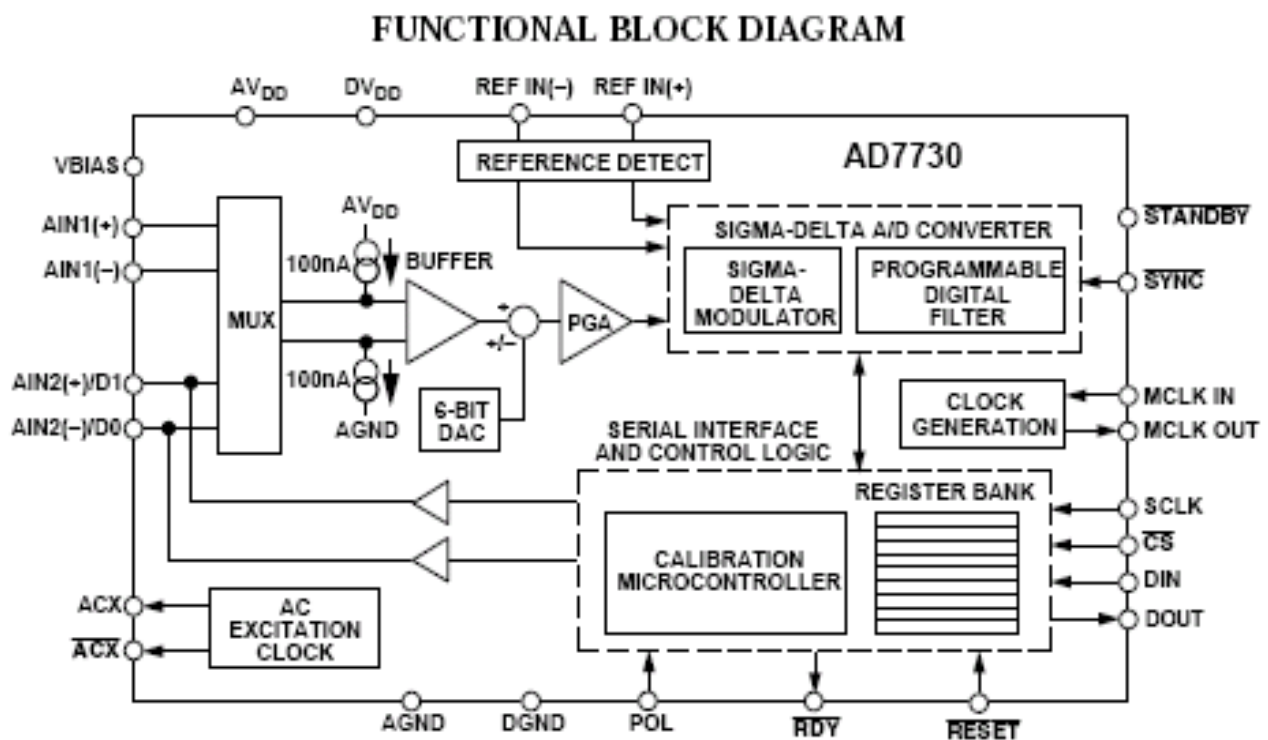 FUNCTIONAL BLOCK DIAGRAM
AVDD
DVDD
REF IN(–)
REF IN(+)
VBIAS
REFERENCE DETECT
AD7730
AIN1(+)
AIN1(–)
MUX
AVDD
100nA
BUFFER
+
+/–
PGA
SIGMA-DELTA A/D CONVERTER
SIGMA-
DELTA
MODULATOR
PROGRAMMABLE
DIGITAL
FILTER
STANDBY
SYNC
AIN2(+)/D1
AIN2(–)/D0
100nA
AGND
6-BIT
DAC
CLOCK
GENERATION
MCLK IN
MCLK OUT
SERIAL INTERFACE
AND CONTROL LOGIC
REGISTER BANK
CALIBRATION
MICROCONTROLLER
SCLK
CS
DIN
DOUT
ACX
ACX
AC
EXCITATION
CLOCK
AGND
DGND
POL
RDY
RESET